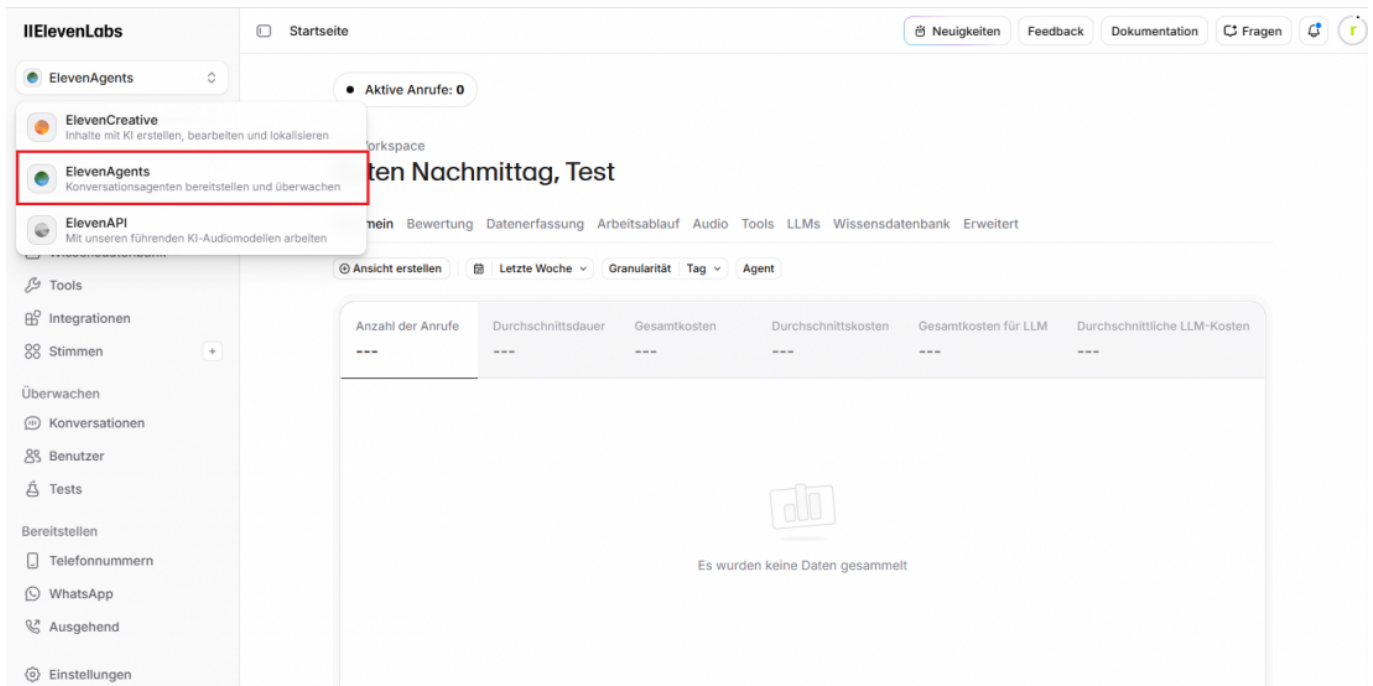 IIElevenLabs
Startseite
Neuigkeiten
Feedback
Dokumentation
Fragen
r
ElevenAgents
ElevenCreative
Inhalte mit KI erstellen, bearbeiten und lokalisieren
ElevenAgents
Konversationsagenten bereitstellen und überwachen
ElevenAPI
Mit unseren führenden KI-Audiomodellen arbeiten
Tools
Integrationen
Stimmen
+
Überwachen
Konversationen
Benutzer
Tests
Bereitstellen
Telefonnummern
WhatsApp
Ausgehend
Einstellungen
Aktive Anrufe: 0
orkspace
ten Nachmittag, Test
mein Bewertung Datenerfassung Arbeitsablauf Audio Tools LLMs Wissensdatenbank Erweitert
Ansicht erstellen Letzte Woche Granularität Tag Agent
Anzahl der Anrufe Durchschnittsdauer Gesamtkosten Durchschnittskosten Gesamtkosten für LLM Durchschnittliche LLM-Kosten
--- --- --- --- --- ---
Es wurden keine Daten gesammelt